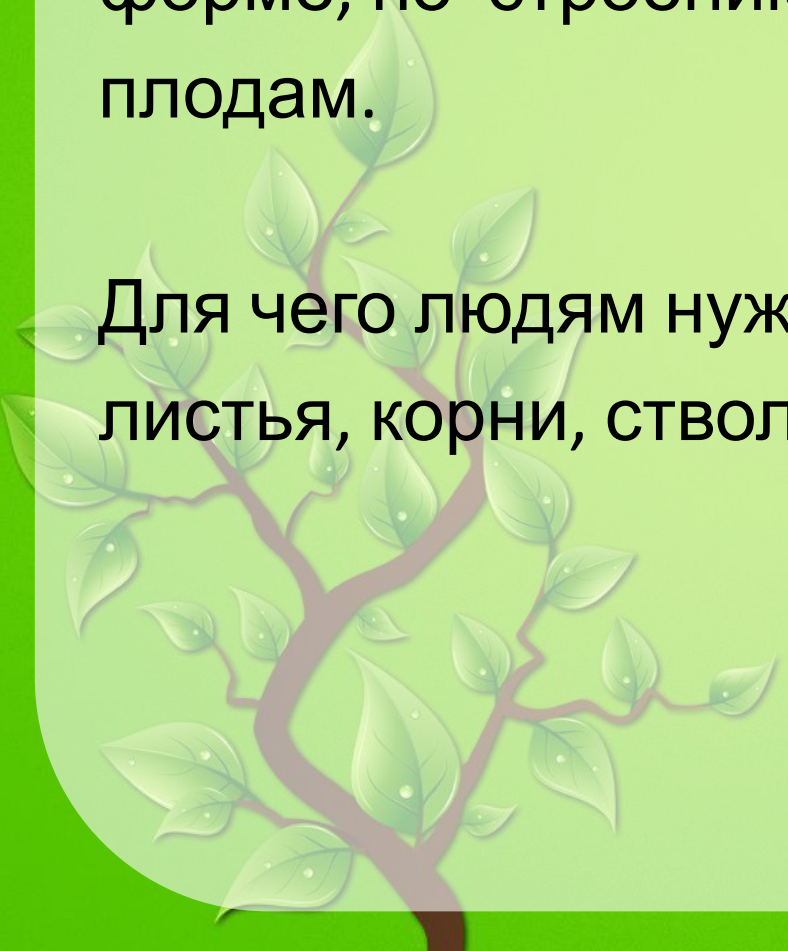 плодам.
Для чего людям нуж
листья, корни, ствол